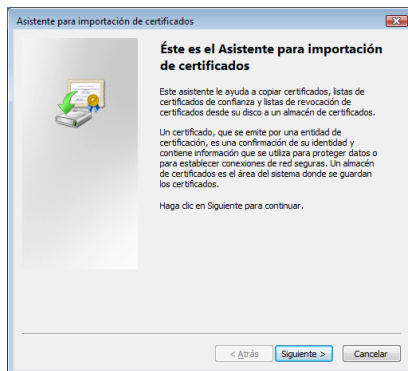 Asistente para importación de certificados
Éste es el Asistente para importación
de certificados
Este asistente le ayuda a copiar certificados, listas de
certificados de confianza y listas de revocación de
certificados desde su disco a un almacén de certificados.
Un certificado, que se emite por una entidad de
certificación, es una confirmación de su identidad y
contiene información que se utiliza para proteger datos o
para establecer conexiones de red seguras. Un almacén
de certificados es el área del sistema donde se guardan
los certificados.
Haga clic en Siguiente para continuar.
< Atrás Siguiente > Cancelar